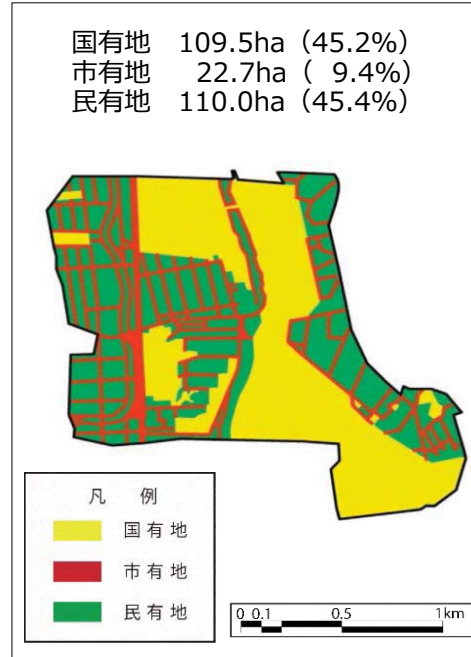 国有地 109.5ha（45.2%）
市有地 22.7ha（ 9.4%）
民有地 110.0ha（45.4%）
凡 例
国有地
市有地
民有地
0 0.1 0.5 1km